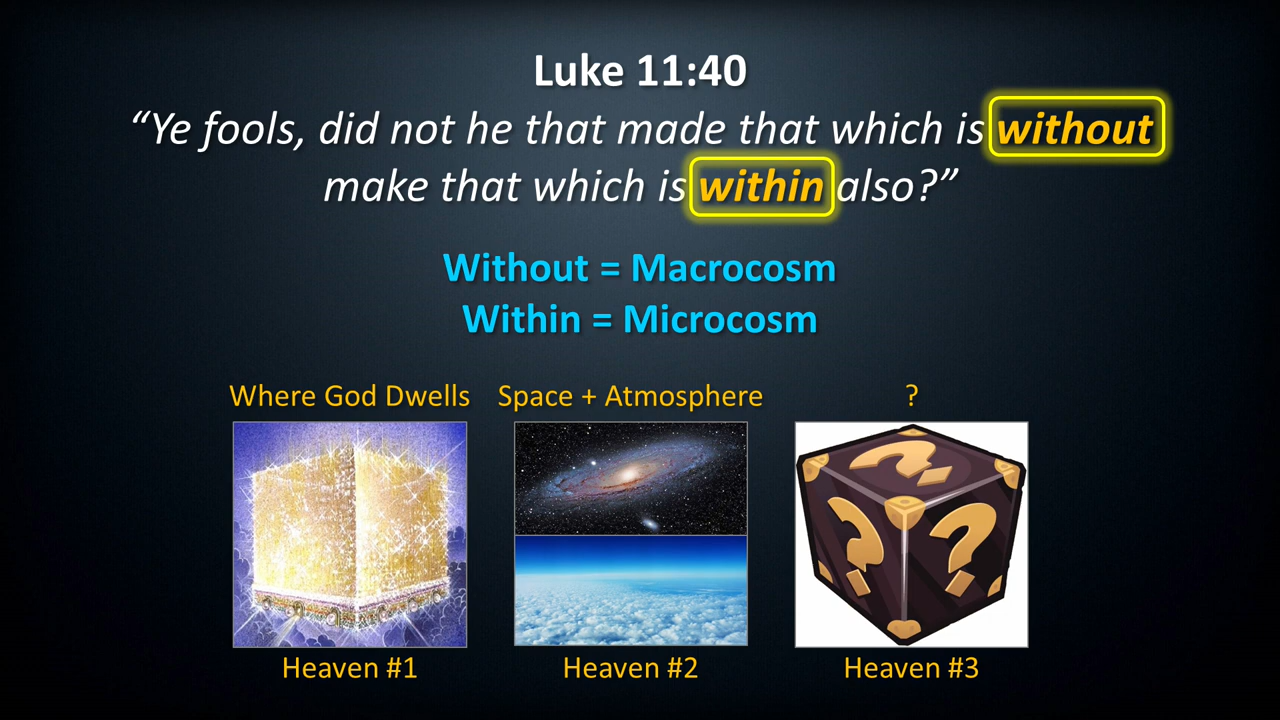 Luke 11:40
“Ye fools, did not he that made that which is without
make that which is within also?”
Without = Macrocosm
Within = Microcosm
Where God Dwells
Space + Atmosphere
?
? ? ?
Heaven #1
Heaven #2
Heaven #3